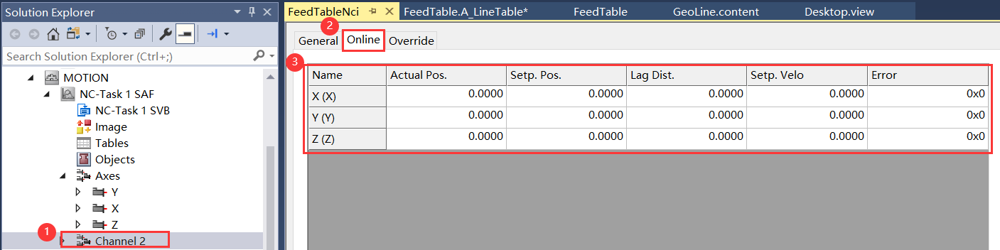 Solution Explorer
Search Solution Explorer (Ctrl+;)
MOTION
NC-Task 1 SAF
NC-Task 1 SVB
Image
Tables
Objects
Axes
Y
X
Z
1
Channel 2
FeedTableNci
FeedTable.A_LineTable*
FeedTable
GeoLine.content
Desktop.view
2
General
Online
Override
3
Name Actual Pos. Setp. Pos. Lag Dist. Setp. Velo Error
X (X) 0.0000 0.0000 0.0000 0.0000 0x0
Y (Y) 0.0000 0.0000 0.0000 0.0000 0x0
Z (Z) 0.0000 0.0000 0.0000 0.0000 0x0